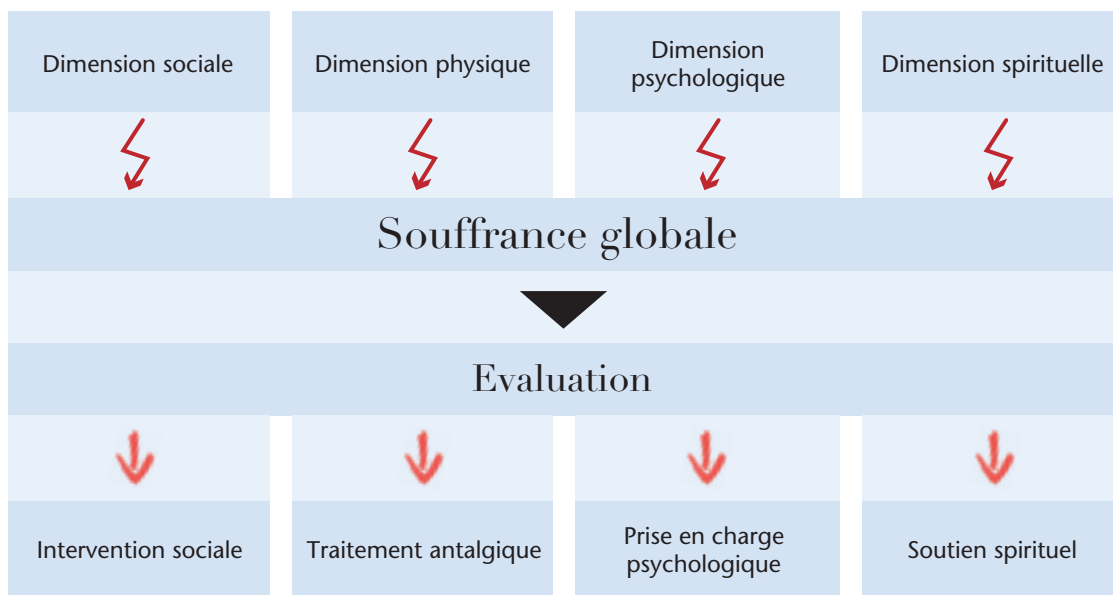 Dimension sociale
Dimension physique
Dimension
psychologique
Dimension spirituelle
Souffrance globale
Evaluation
Intervention sociale
Traitement antalgique
Prise en charge
psychologique
Soutien spirituel